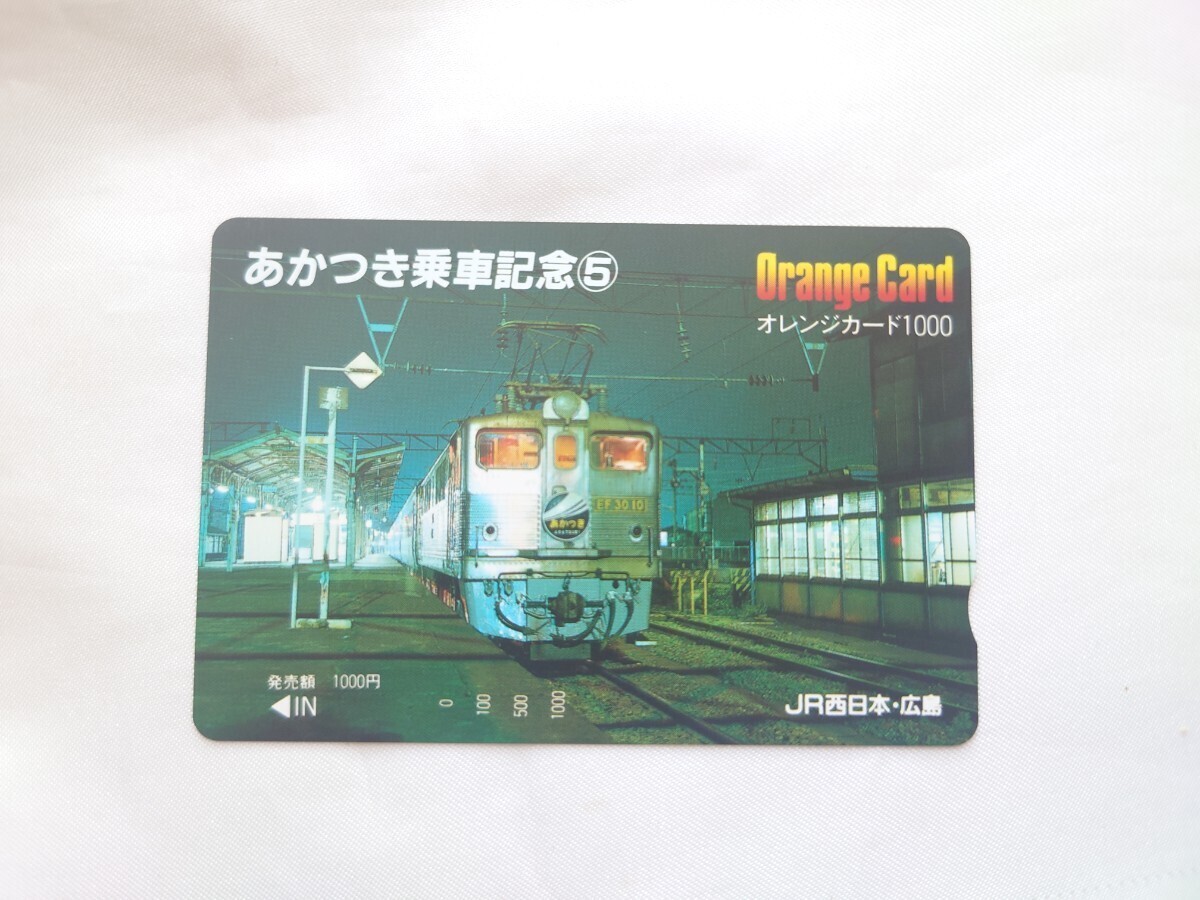 あかつき乗車記念⑤
Orange Card
オレンジカード1000
EF 30 10
あかつき
発売額 1000円
◀IN
0 100 500 1000
JR西日本・広島